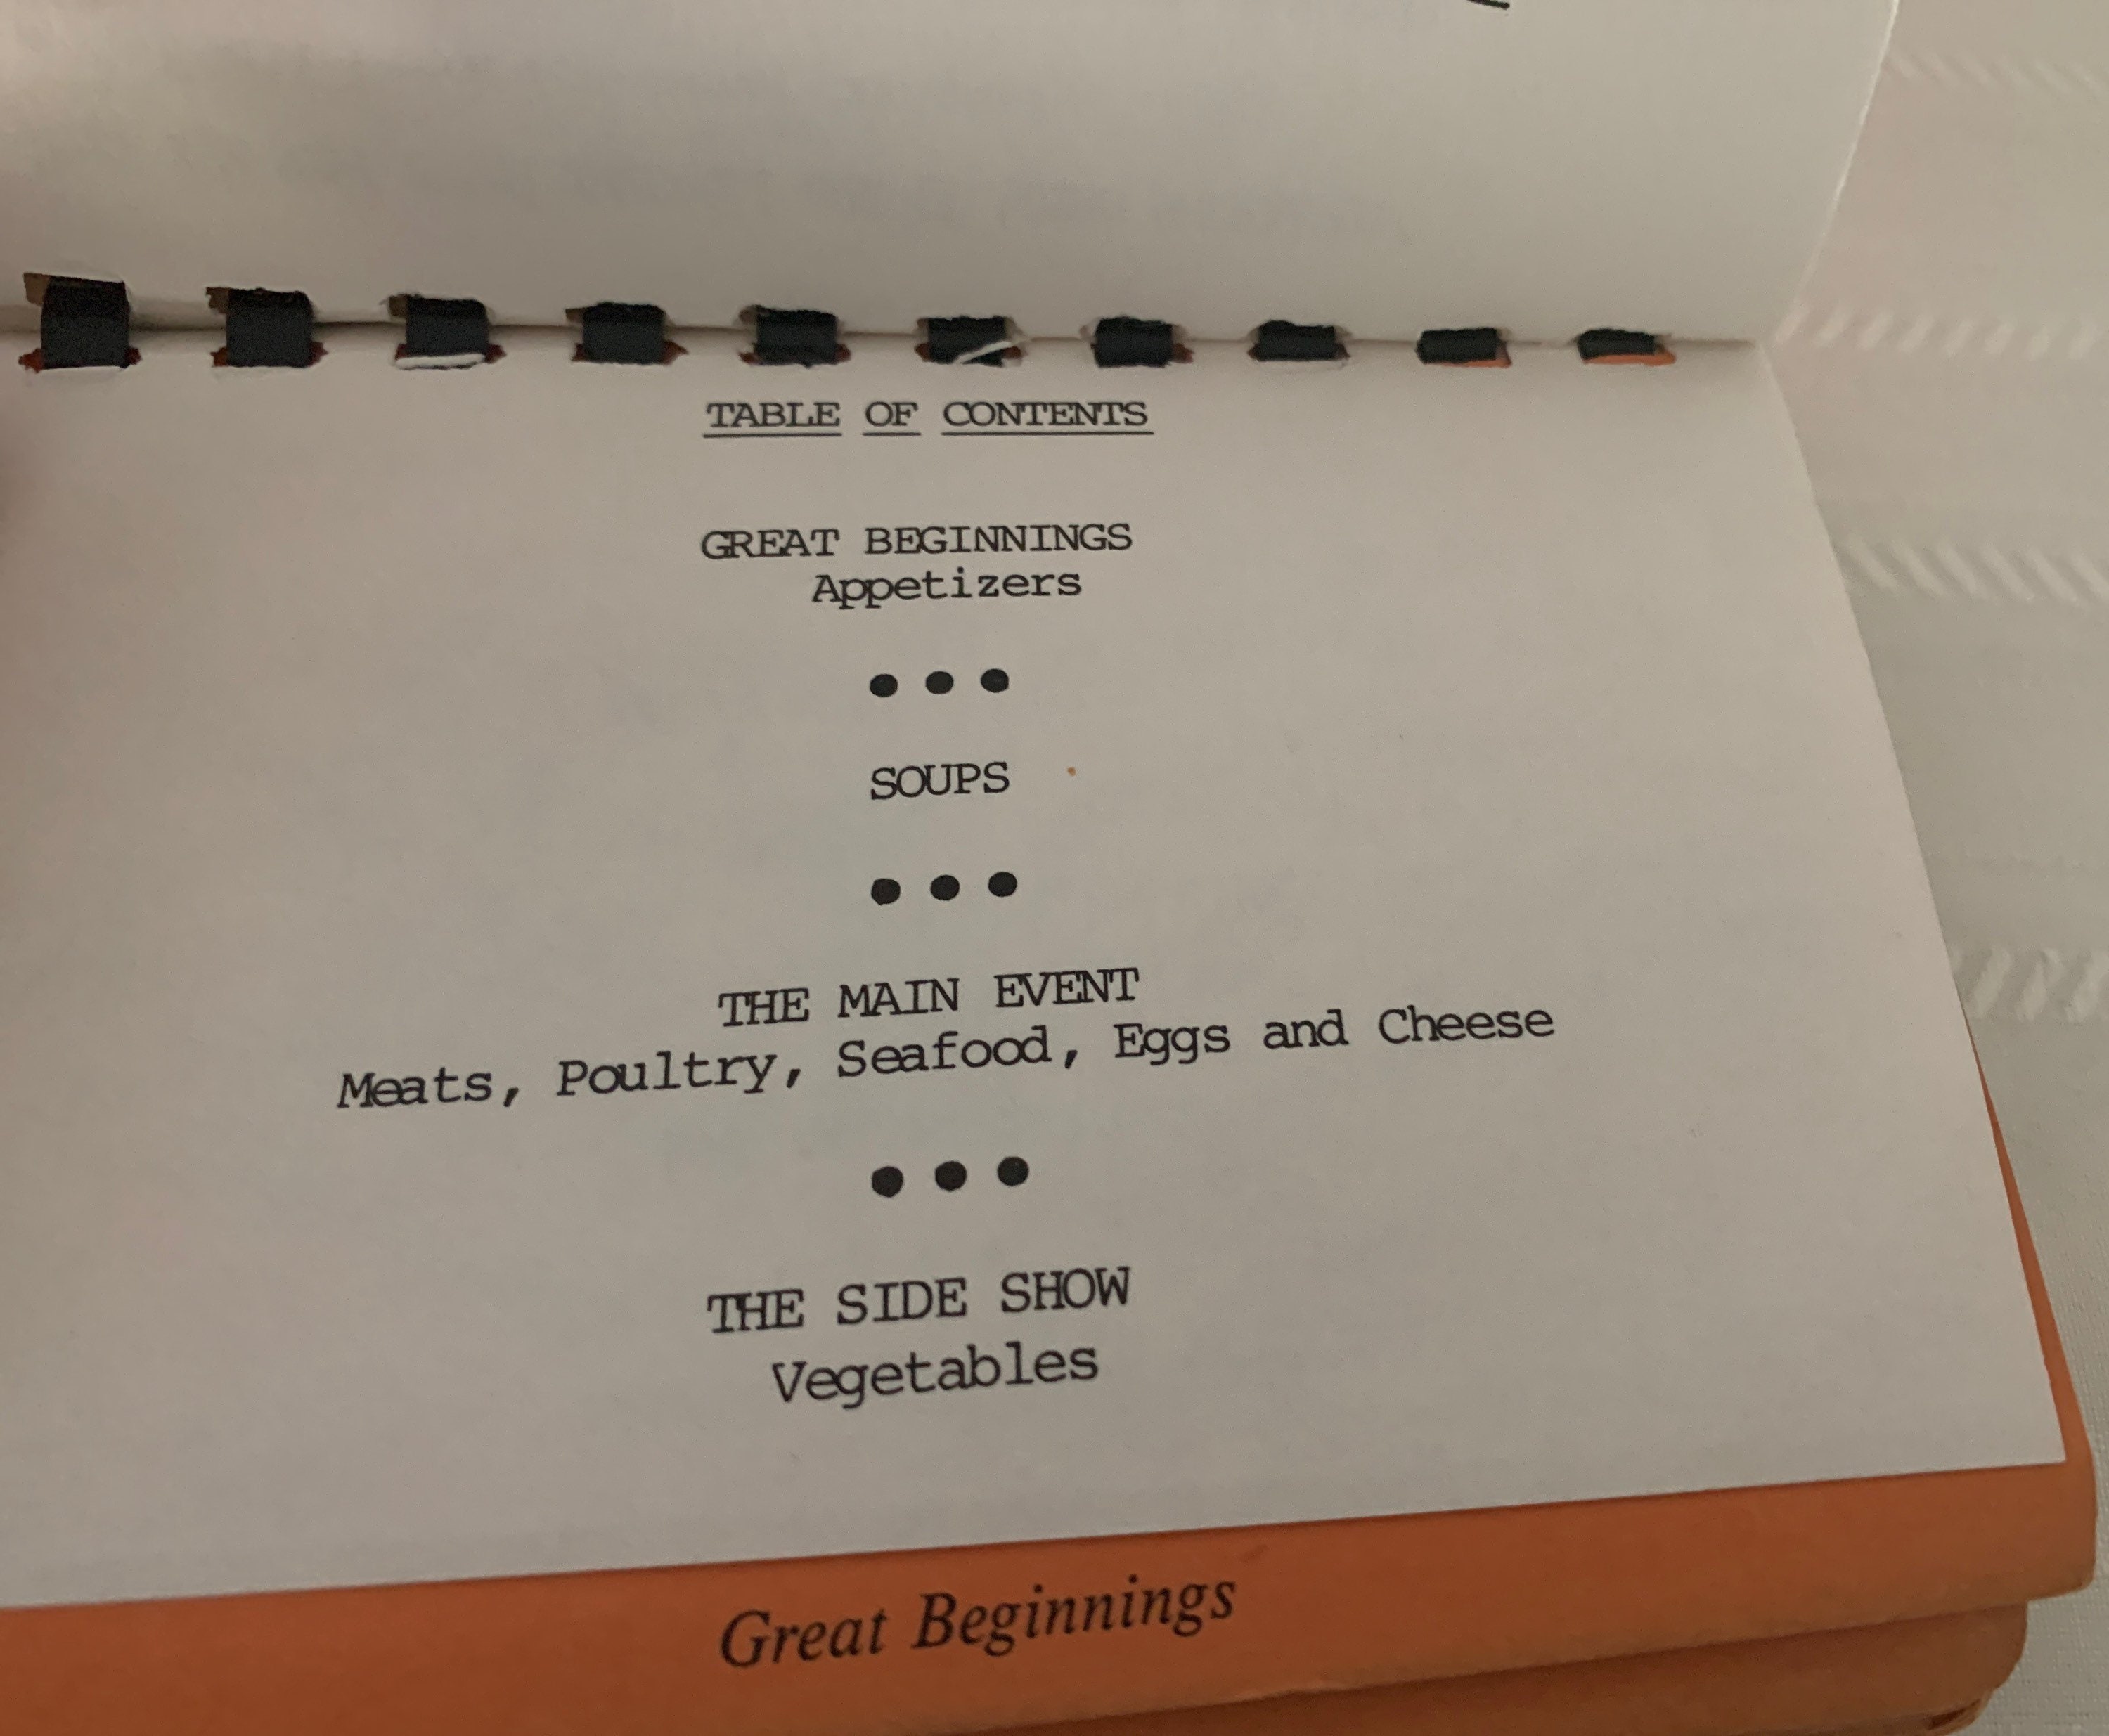 TABLE OF CONTENTS
GREAT BEGINNINGS
Appetizers
• • •
SOUPS
• • •
THE MAIN EVENT
Meats, Poultry, Seafood, Eggs and Cheese
• • •
THE SIDE SHOW
Vegetables
Great Beginnings